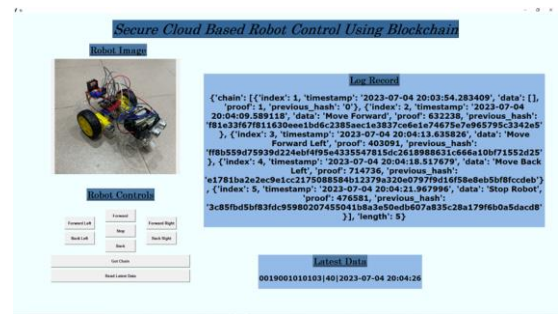 Secure Cloud Based Robot Control Using Blockchain
Robot Image
Log Record
{'chain': [{'index': 1, 'timestamp': '2023-07-04 20:03:54.283409', 'data': [],
'proof': 1, 'previous_hash': '0'}, {'index': 2, 'timestamp': '2023-07-04
20:04:09.589118', 'data': 'Move Forward', 'proof': 632238, 'previous_hash':
'f81e33f67f811630eee1bd6c2385aec1e3837ce6e1e74675e7e965795c3342e5'
}, {'index': 3, 'timestamp': '2023-07-04 20:04:13.635826', 'data': 'Move
Forward Left', 'proof': 403091, 'previous_hash':
'ff8b559d75939d224ebf4f95e4335547815dc2618988631c666a10bf71552d25'
}, {'index': 4, 'timestamp': '2023-07-04 20:04:18.517679', 'data': 'Move Back
Left', 'proof': 714736, 'previous_hash':
'e1781ba2e2ec9e1cc2175088584b12379a320e0797f9d16f58e8eb5bf8fccdeb'}
, {'index': 5, 'timestamp': '2023-07-04 20:04:21.967996', 'data': 'Stop Robot',
'proof': 476581, 'previous_hash':
'3c85fbd5bf83fdc95980207455041b8a3e50edb607a835c28a179f6b0a5dacd8'
}], 'length': 5}
Robot Controls
Forward
Forward Left
Stop
Forward Right
Back Left
Back
Back Right
Get Chain
Read Latest Data
Latest Data
0019001010103|40|2023-07-04 20:04:26